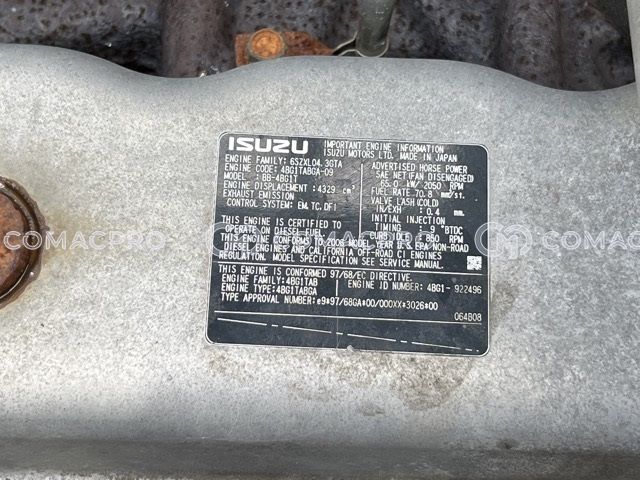 ISUZU
IMPORTANT ENGINE INFORMATION
ISUZU MOTORS LTD. MADE IN JAPAN
ENGINE FAMILY: 6SZXL04.3GTA
ENGINE MODEL: 4BG1TABGA-09
: BB-4BG1T
ENGINE DISPLACEMENT: 4329 cm³
EXHAUST EMISSION
CONTROL SYSTEM: EM,TC,DFI
ADVERTISED HORSE POWER
SAE NET(FAN DISENGAGED)
65.0 kW/ 2050 RPM
FUEL RATE 70.8 mm³/st.
VALVE LASH(COLD)
IN/EXH : 0.4 mm
INITIAL INJECTION
TIMING : 9 °BTDC
CURB IDLE : 850 RPM
THIS ENGINE IS CERTIFIED TO
OPERATE ON DIESEL FUEL
THIS ENGINE CONFORMS TO 2006 MODEL YEAR U.S EPA NON-ROAD
DIESEL ENGINES AND CALIFORNIA OFF-ROAD CI ENGINES
REGULATION. MODEL SPECIFICATION SEE SERVICE MANUAL.
THIS ENGINE IS CONFORMED 97/68/EC DIRECTIVE.
ENGINE FAMILY: 4BG1TAB
ENGINE TYPE: 4BG1TABGA
ENGINE ID NUMBER: 4BG1- 922496
TYPE APPROVAL NUMBER: e9*97/68GA*00/000XX*3026*00
064B08